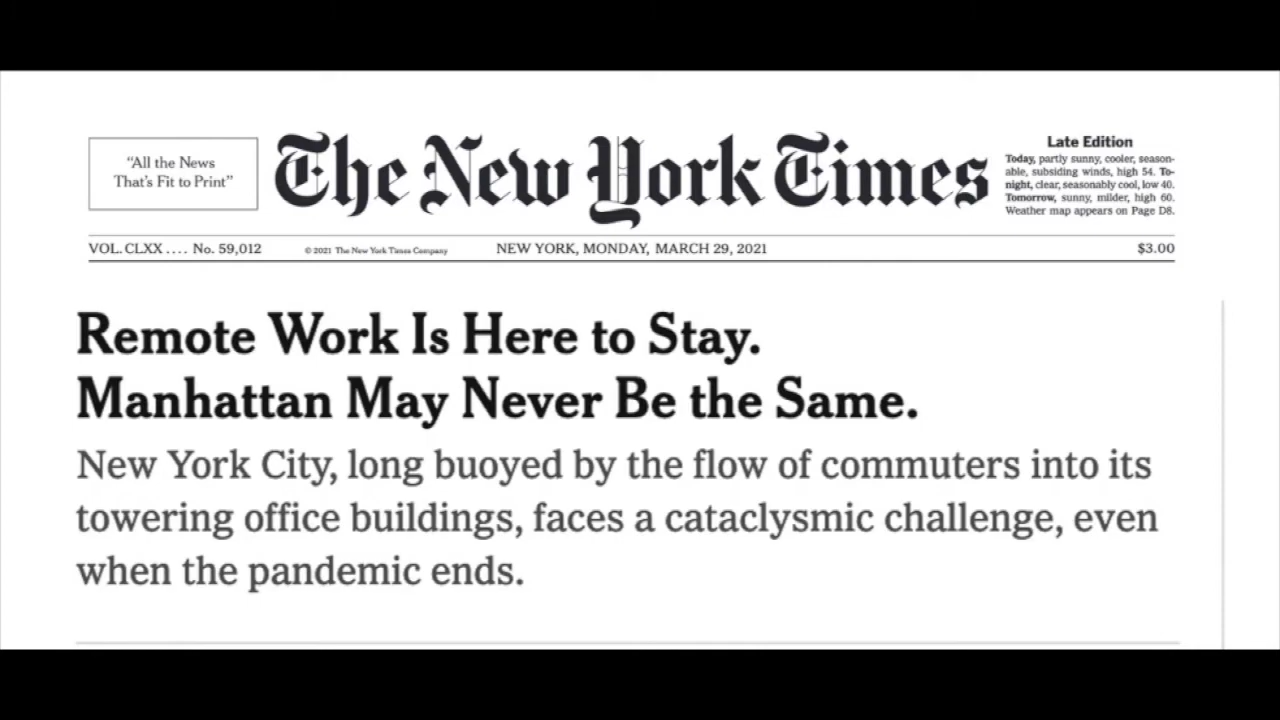 “All the News
That’s Fit to Print”
The New York Times
Late Edition
Today, partly sunny, cooler, season-
able, subsiding winds, high 54. To-
night, clear, seasonably cool, low 40.
Tomorrow, sunny, milder, high 60.
Weather map appears on Page D8.
VOL. CLXX .... No. 59,012
© 2021 The New York Times Company
NEW YORK, MONDAY, MARCH 29, 2021
$3.00
Remote Work Is Here to Stay.
Manhattan May Never Be the Same.
New York City, long buoyed by the flow of commuters into its
towering office buildings, faces a cataclysmic challenge, even
when the pandemic ends.